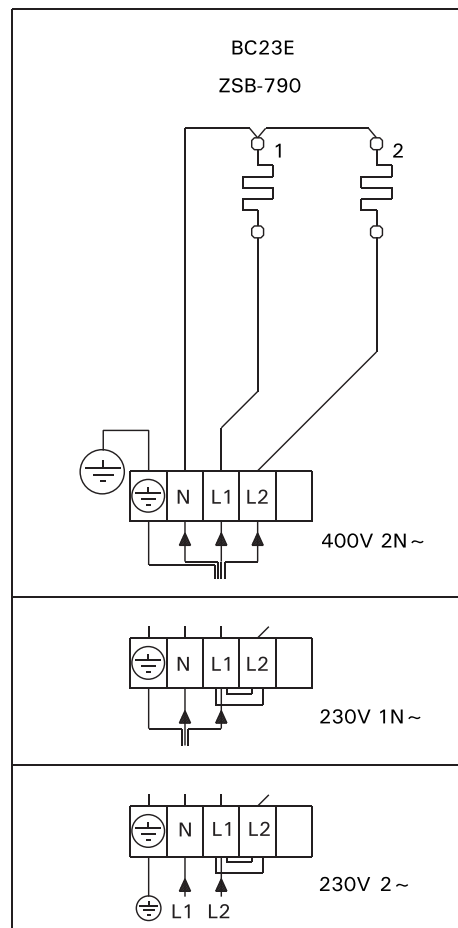 BC23E
ZSB-790
1 2
N L1 L2
400V 2N~
N L1 L2
230V 1N~
N L1 L2
230V 2~
L1 L2